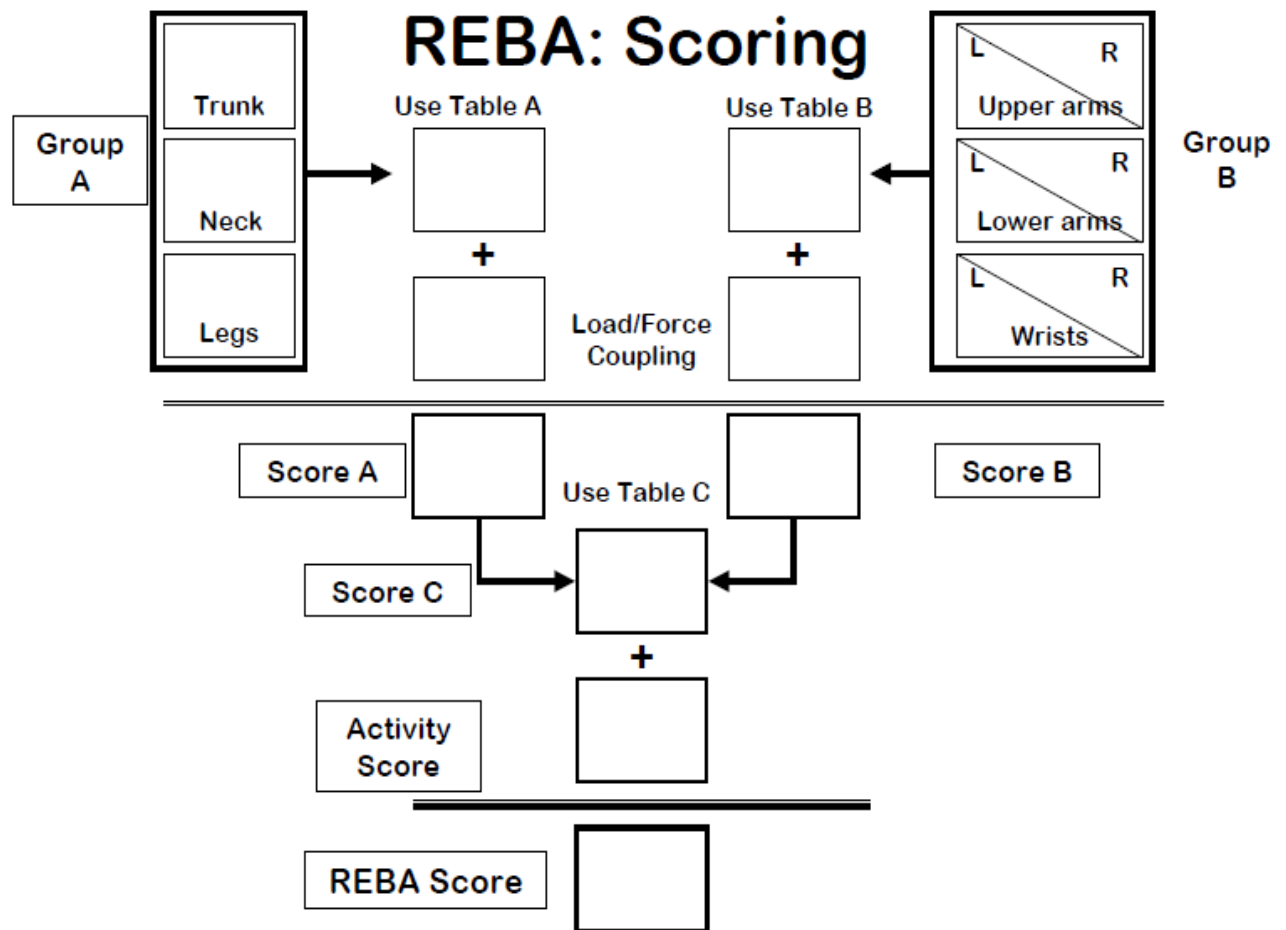 REBA: Scoring
Group
A
Trunk
Neck
Legs
Use Table A
+
Use Table B
+
Load/Force
Coupling
L R
Upper arms
L R
Lower arms
L R
Wrists
Group
B
Score A
Use Table C
Score B
Score C
+
Activity
Score
REBA Score